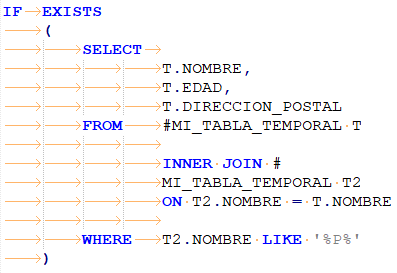 IF EXISTS
(
SELECT
T.NOMBRE,
T.EDAD,
T.DIRECCION_POSTAL
FROM #MI_TABLA_TEMPORAL T
INNER JOIN #
MI_TABLA_TEMPORAL T2
ON T2.NOMBRE = T.NOMBRE
WHERE T2.NOMBRE LIKE '%P%'
)